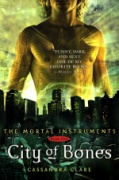 "FUNNY, DARK,
AND SEXY.
ONE OF MY
FAVORITE BOOKS."
THE MORTAL INSTRUMENTS
City of Bones
CASSANDRA CLARE